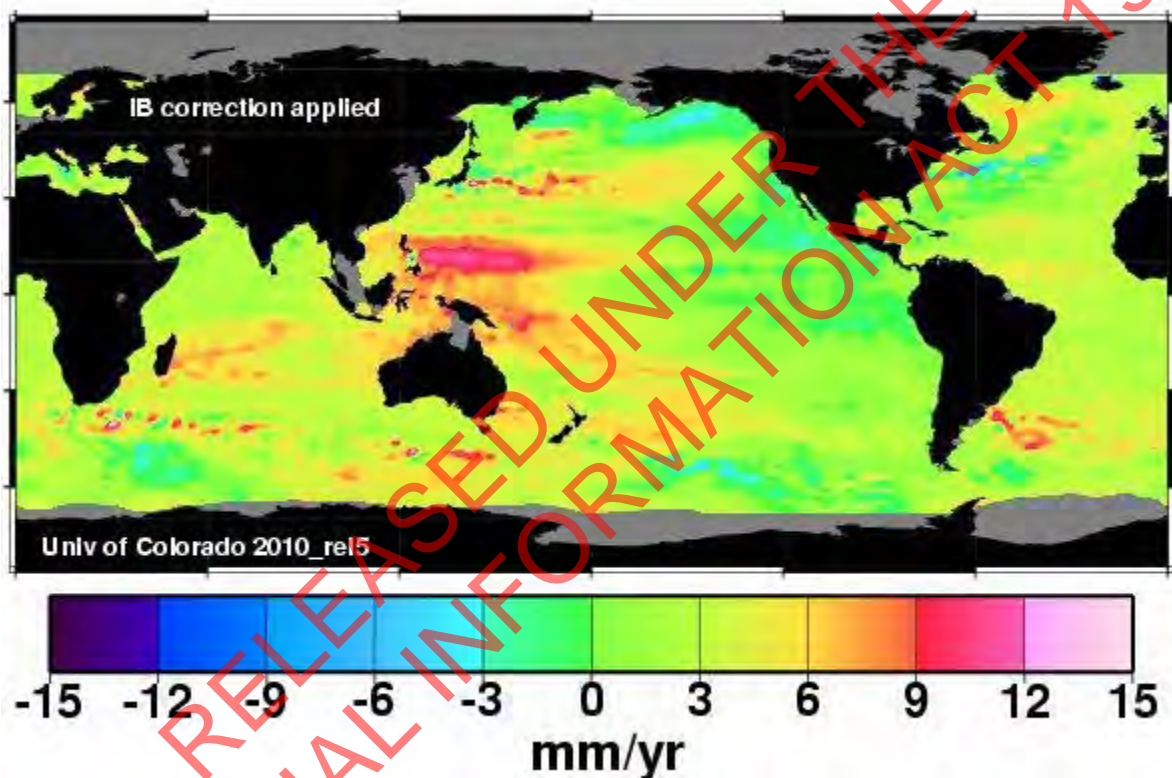 IB correction applied
Univ of Colorado 2010_rel5
-15 -12 -9 -6 -3 0 3 6 9 12 15
mm/yr
RELEASED UNDER THE
INFORMATION ACT